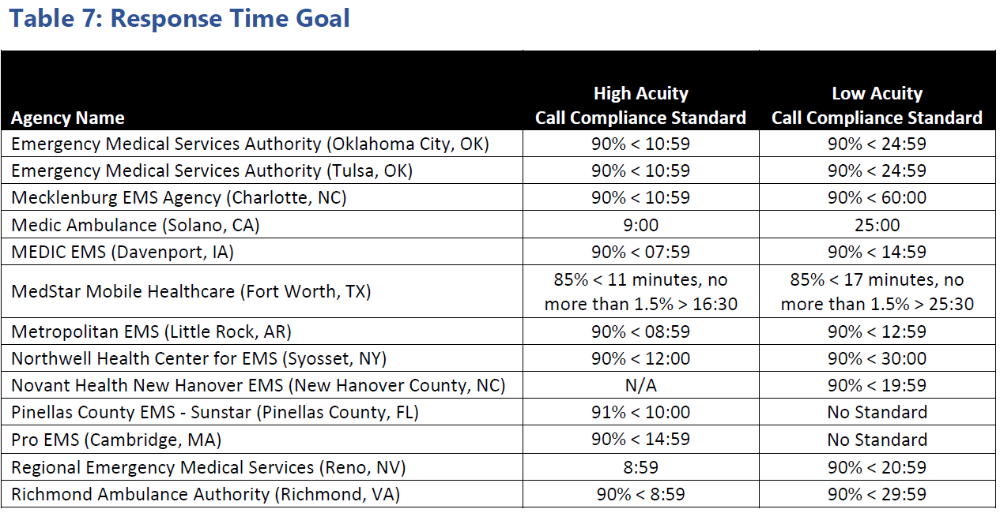 Table 7: Response Time Goal
Agency Name High Acuity Call Compliance Standard Low Acuity Call Compliance Standard
Emergency Medical Services Authority (Oklahoma City, OK) 90% < 10:59 90% < 24:59
Emergency Medical Services Authority (Tulsa, OK) 90% < 10:59 90% < 24:59
Mecklenburg EMS Agency (Charlotte, NC) 90% < 10:59 90% < 60:00
Medic Ambulance (Solano, CA) 9:00 25:00
MEDIC EMS (Davenport, IA) 90% < 07:59 90% < 14:59
MedStar Mobile Healthcare (Fort Worth, TX) 85% < 11 minutes, no more than 1.5% > 16:30 85% < 17 minutes, no more than 1.5% > 25:30
Metropolitan EMS (Little Rock, AR) 90% < 08:59 90% < 12:59
Northwell Health Center for EMS (Syosset, NY) 90% < 12:00 90% < 30:00
Novant Health New Hanover EMS (New Hanover County, NC) N/A 90% < 19:59
Pinellas County EMS - Sunstar (Pinellas County, FL) 91% < 10:00 No Standard
Pro EMS (Cambridge, MA) 90% < 14:59 No Standard
Regional Emergency Medical Services (Reno, NV) 8:59 90% < 20:59
Richmond Ambulance Authority (Richmond, VA) 90% < 8:59 90% < 29:59